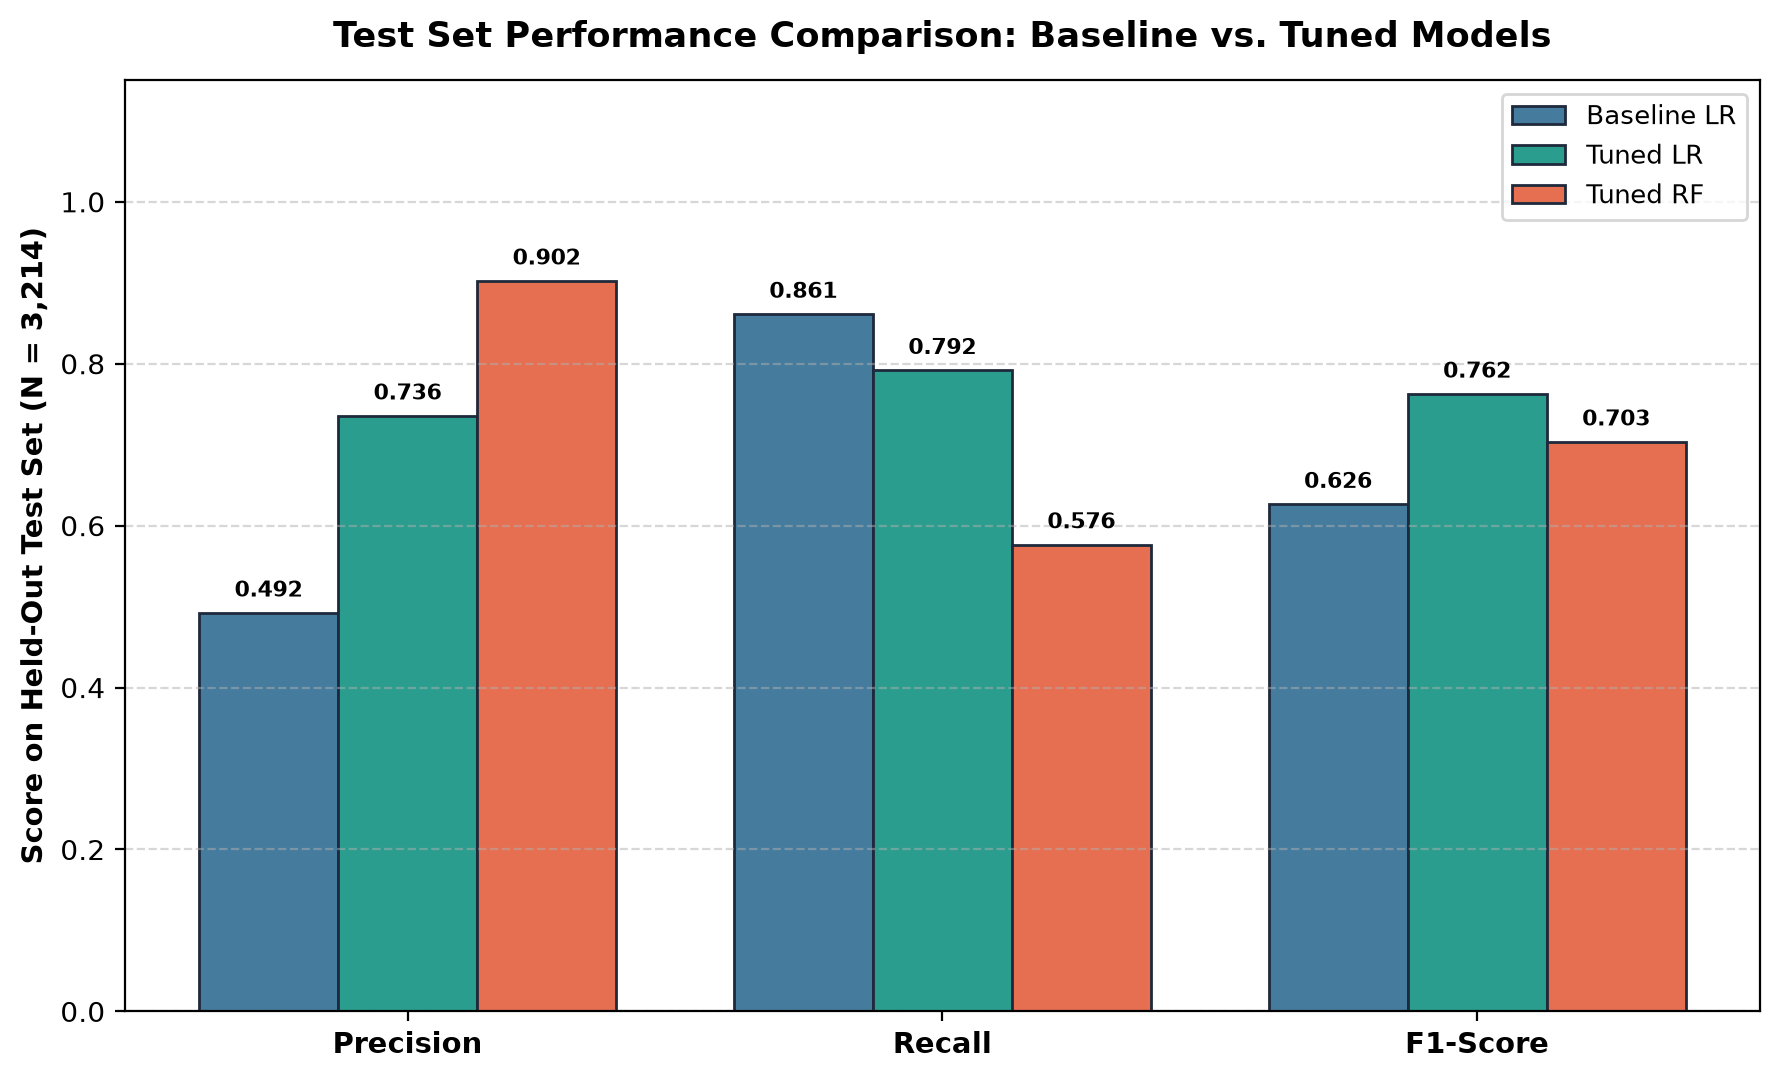 Test Set Performance Comparison: Baseline vs. Tuned Models
Baseline LR
Tuned LR
Tuned RF
Score on Held-Out Test Set (N = 3,214)
1.0
0.8
0.6
0.4
0.2
0.0
0.492
0.736
0.902
0.861
0.792
0.576
0.626
0.762
0.703
Precision
Recall
F1-Score